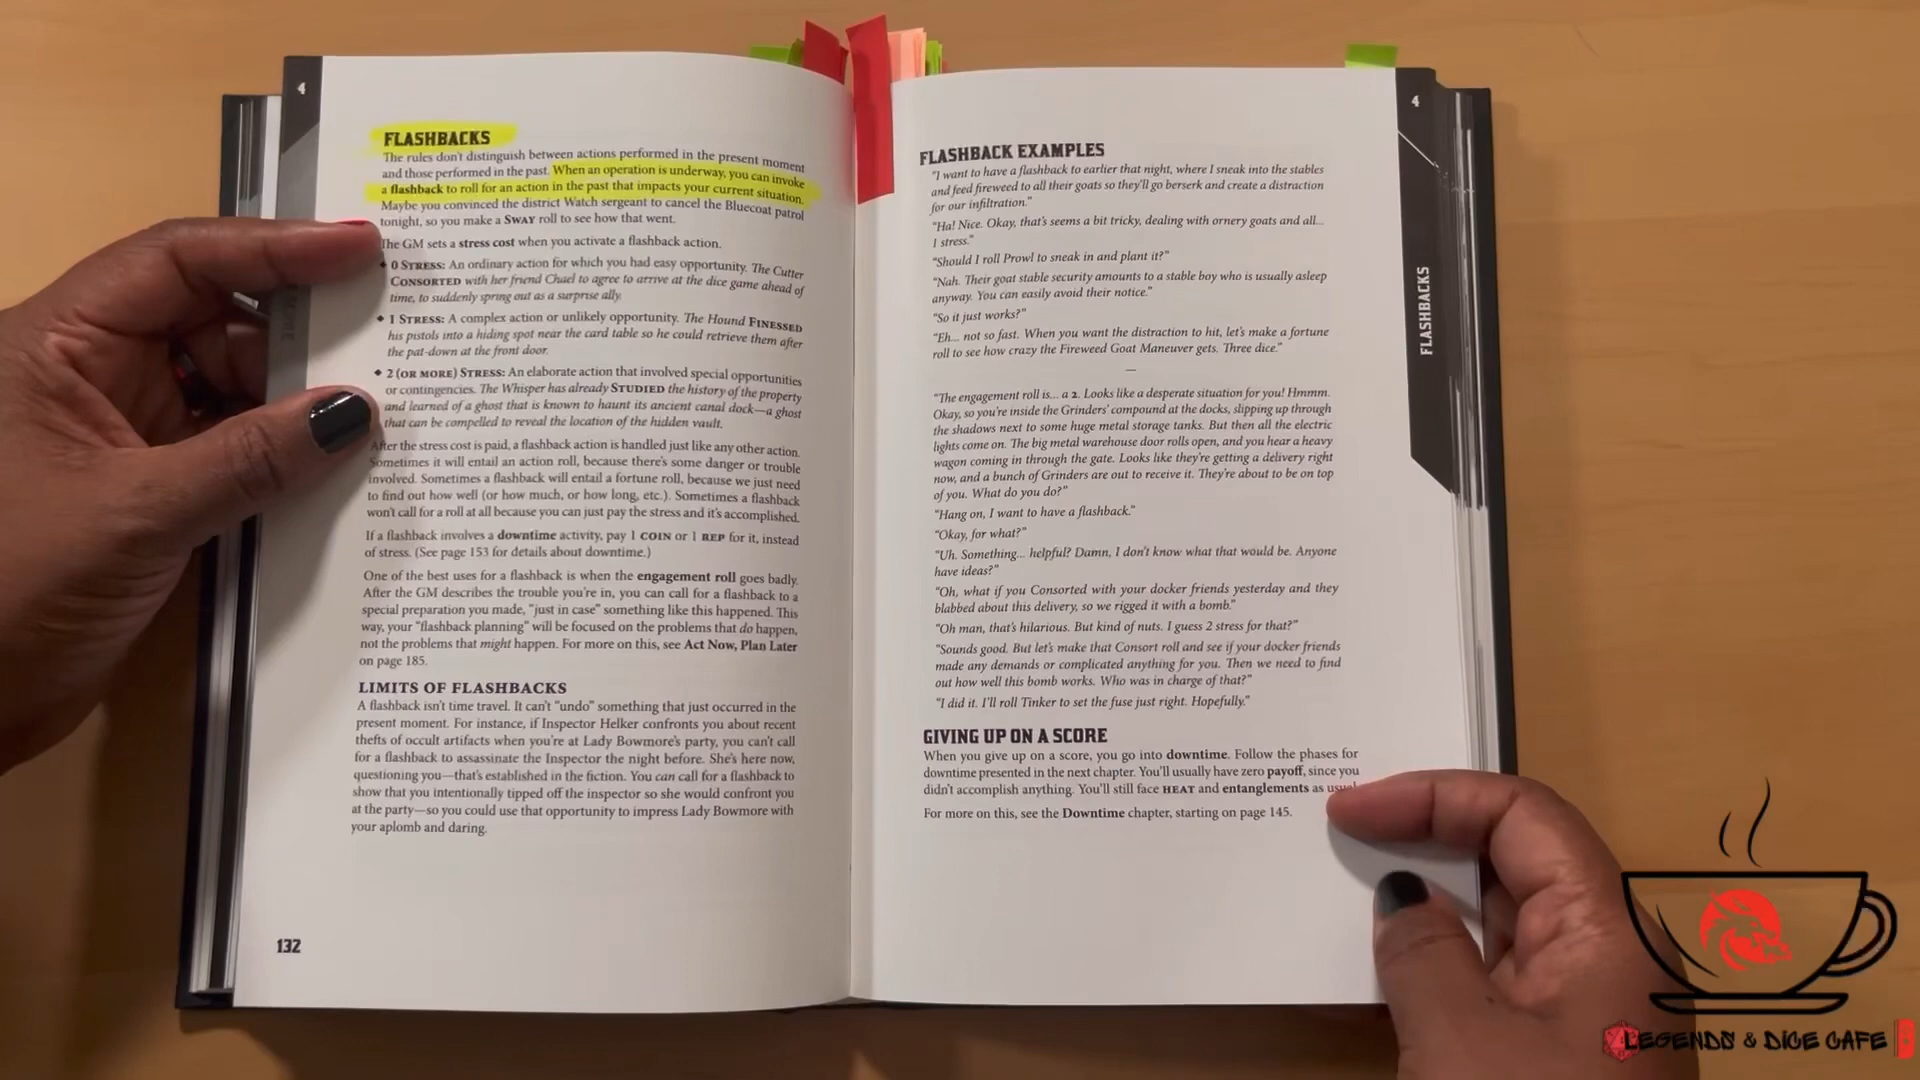 4
FLASHBACKS
The rules don't distinguish between actions performed in the present moment
and those performed in the past. When an operation is underway, you can invoke
a flashback to roll for an action in the past that impacts your current situation.
Maybe you convinced the district Watch sergeant to cancel the Bluecoat patrol
tonight, so you make a SWAY roll to see how that went.
The GM sets a stress cost when you activate a flashback action.
◆ 0 STRESS: An ordinary action for which you had easy opportunity. The Cutter
CONSORTED with her friend Chael to agree to arrive at the dice game ahead of
time, to suddenly spring out as a surprise ally.
◆ 1 STRESS: A complex action or unlikely opportunity. The Hound FINESSED
his pistols into a hiding spot near the card table so he could retrieve them after
the pat-down at the front door.
◆ 2 (OR MORE) STRESS: An elaborate action that involved special opportunities
or contingencies. The Whisper has already STUDIED the history of the property
and learned of a ghost that is known to haunt its ancient canal dock—a ghost
that can be compelled to reveal the location of the hidden vault.
After the stress cost is paid, a flashback action is handled just like any other action.
Sometimes it will entail an action roll, because there's some danger or trouble
involved. Sometimes a flashback will entail a fortune roll, because we just need
to find out how well (or how much, or how long, etc.). Sometimes a flashback
won't call for a roll at all because you can just pay the stress and it's accomplished.
If a flashback involves a downtime activity, pay 1 COIN or 1 REP for it, instead
of stress. (See page 153 for details about downtime.)
One of the best uses for a flashback is when the engagement roll goes badly.
After the GM describes the trouble you're in, you can call for a flashback to a
special preparation you made, "just in case" something like this happened. This
way, your "flashback planning" will be focused on the problems that do happen,
not the problems that might happen. For more on this, see Act Now, Plan Later
on page 185.
LIMITS OF FLASHBACKS
A flashback isn't time travel. It can't "undo" something that just occurred in the
present moment. For instance, if Inspector Helker confronts you about recent
thefts of occult artifacts when you're at Lady Bowmore's party, you can't call
for a flashback to assassinate the Inspector the night before. She's here now,
questioning you—that's established in the fiction. You can call for a flashback to
show that you intentionally tipped off the inspector so she would confront you
at the party—so you could use that opportunity to impress Lady Bowmore with
your aplomb and daring.
132
4
FLASHBACKS
FLASHBACK EXAMPLES
"I want to have a flashback to earlier that night, where I sneak into the stables
and feed fireweed to all their goats so they'll go berserk and create a distraction
for our infiltration."
"Ha! Nice. Okay, that's seems a bit tricky, dealing with ornery goats and all...
1 stress."
"Should I roll Prowl to sneak in and plant it?"
"Nah. Their goat stable security amounts to a stable boy who is usually asleep
anyway. You can easily avoid their notice."
"So it just works?"
"Eh... not so fast. When you want the distraction to hit, let's make a fortune
roll to see how crazy the Fireweed Goat Maneuver gets. Three dice."
—
"The engagement roll is... a 2. Looks like a desperate situation for you! Hmmm.
Okay, so you're inside the Grinders' compound at the docks, slipping up through
the shadows next to some huge metal storage tanks. But then all the electric
lights come on. The big metal warehouse door rolls open, and you hear a heavy
wagon coming in through the gate. Looks like they're getting a delivery right
now, and a bunch of Grinders are out to receive it. They're about to be on top
of you. What do you do?"
"Hang on, I want to have a flashback."
"Okay, for what?"
"Uh. Something... helpful? Damn, I don't know what that would be. Anyone
have ideas?"
"Oh, what if you Consorted with your docker friends yesterday and they
blabbed about this delivery, so we rigged it with a bomb."
"Oh man, that's hilarious. But kind of nuts. I guess 2 stress for that?"
"Sounds good. But let's make that Consort roll and see if your docker friends
made any demands or complicated anything for you. Then we need to find
out how well this bomb works. Who was in charge of that?"
"I did it. I'll roll Tinker to set the fuse just right. Hopefully."
GIVING UP ON A SCORE
When you give up on a score, you go into downtime. Follow the phases for
downtime presented in the next chapter. You'll usually have zero payoff, since you
didn't accomplish anything. You'll still face HEAT and entanglements as
For more on this, see the Downtime chapter, starting on page 145.
LEGENDS & DICE CAFE